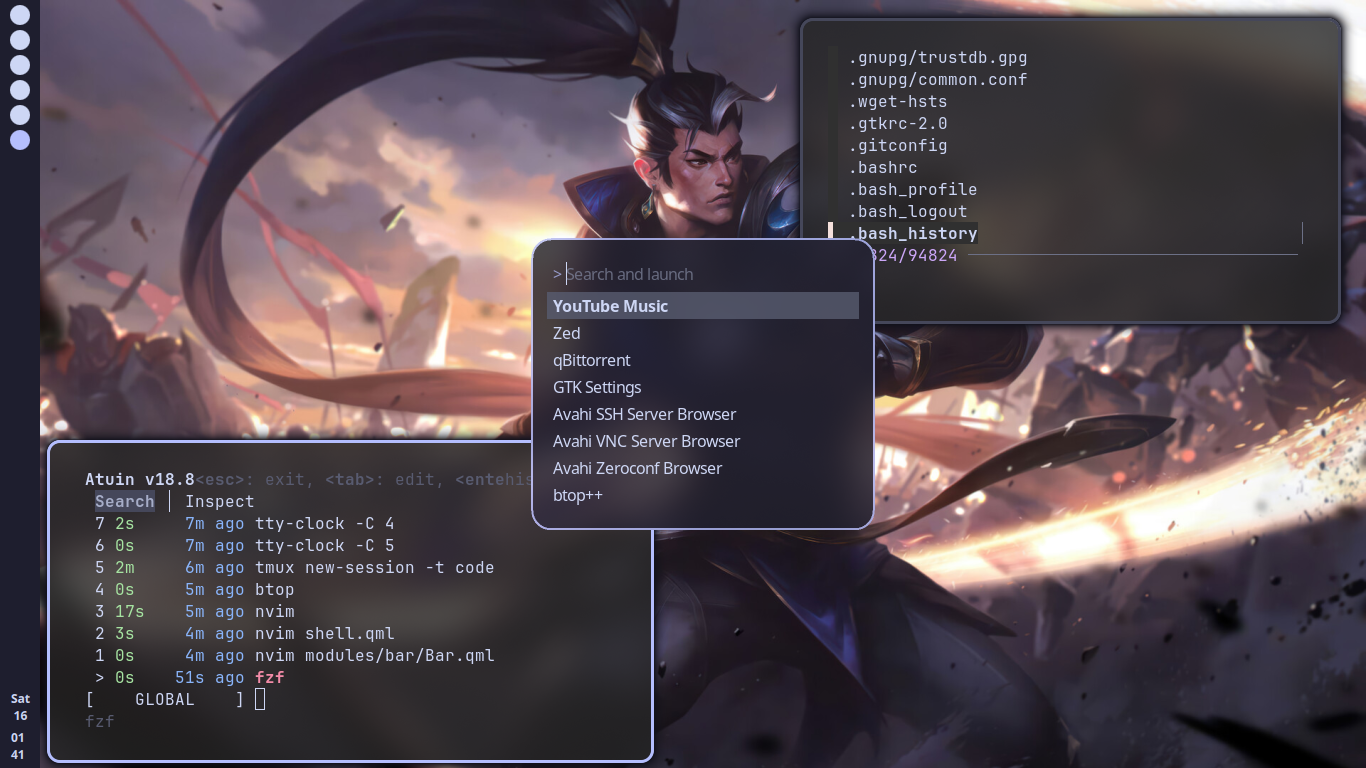 .gnupg/trustdb.gpg
.gnupg/common.conf
.wget-hsts
.gtkrc-2.0
.gitconfig
.bashrc
.bash_profile
.bash_logout
.bash_history
824/94824
> Search and launch
YouTube Music
Zed
qBittorrent
GTK Settings
Avahi SSH Server Browser
Avahi VNC Server Browser
Avahi Zeroconf Browser
btop++
Atuin v18.8<esc>: exit, <tab>: edit, <entehis
Search │ Inspect
7 2s 7m ago tty-clock -C 4
6 0s 7m ago tty-clock -C 5
5 2m 6m ago tmux new-session -t code
4 0s 5m ago btop
3 17s 5m ago nvim
2 3s 4m ago nvim shell.qml
1 0s 4m ago nvim modules/bar/Bar.qml
> 0s 51s ago fzf
[ GLOBAL ]
fzf
Sat
16
01
41